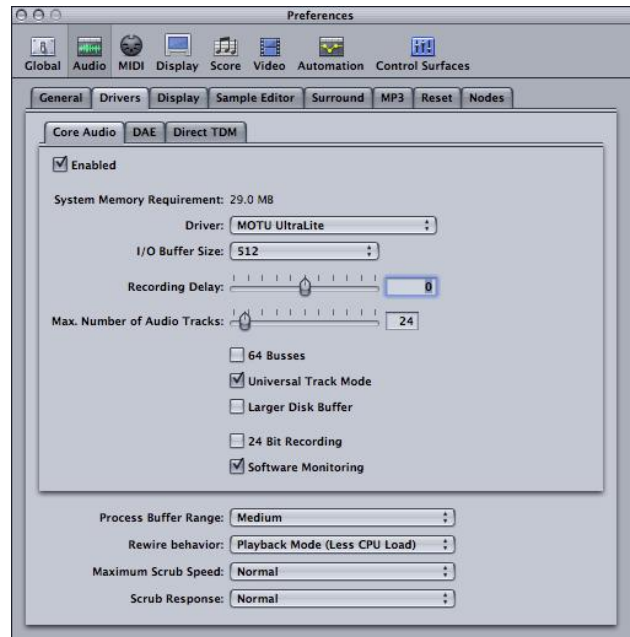 Preferences
Global Audio MIDI Display Score Video Automation Control Surfaces
General Drivers Display Sample Editor Surround MP3 Reset Nodes
Core Audio DAE Direct TDM
Enabled
System Memory Requirement: 29.0 MB
Driver: MOTU UltraLite
I/O Buffer Size: 512
Recording Delay: 0
Max. Number of Audio Tracks: 24
64 Busses
Universal Track Mode
Larger Disk Buffer
24 Bit Recording
Software Monitoring
Process Buffer Range: Medium
Rewire behavior: Playback Mode (Less CPU Load)
Maximum Scrub Speed: Normal
Scrub Response: Normal